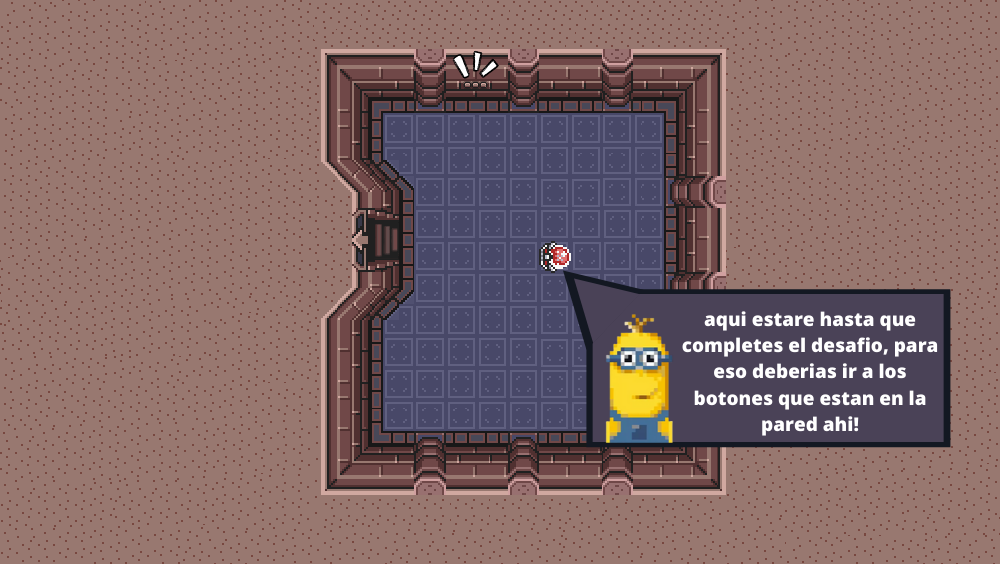 aqui estare hasta que
completes el desafio, para
eso deberias ir a los
botones que estan en la
pared ahi!